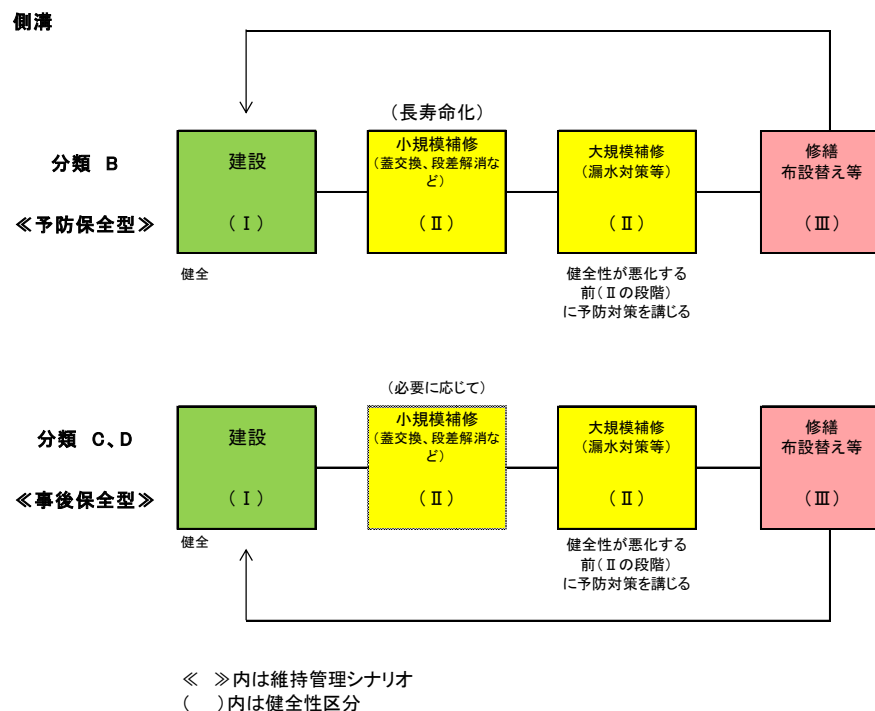 側溝
分類 B
≪予防保全型≫
建設
(Ⅰ)
健全
(長寿命化)
小規模補修
(蓋交換、段差解消な
ど)
(Ⅱ)
大規模補修
(漏水対策等)
(Ⅱ)
健全性が悪化する
前(Ⅱの段階)
に予防対策を講じる
修繕
布設替え等
(Ⅲ)
分類 C、D
≪事後保全型≫
建設
(Ⅰ)
健全
(必要に応じて)
小規模補修
(蓋交換、段差解消な
ど)
(Ⅱ)
大規模補修
(漏水対策等)
(Ⅱ)
健全性が悪化する
前(Ⅱの段階)
に予防対策を講じる
修繕
布設替え等
(Ⅲ)
≪ ≫内は維持管理シナリオ
( )内は健全性区分